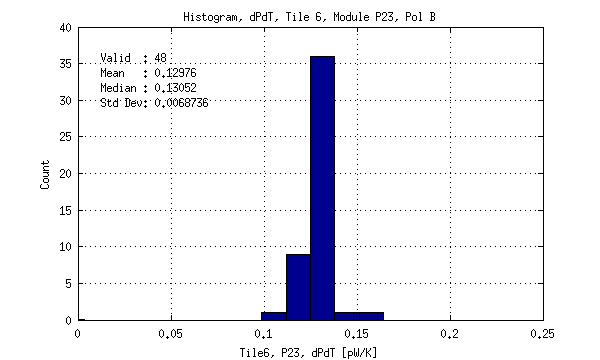 Histogram, dPdT, Tile 6, Module P23, Pol B
40
35
30
25
20
15
10
5
0
Count
Valid : 48
Mean : 0.12976
Median : 0.13052
Std Dev: 0.0068736
0 0.05 0.1 0.15 0.2 0.25
Tile6, P23, dPdT [pW/K]